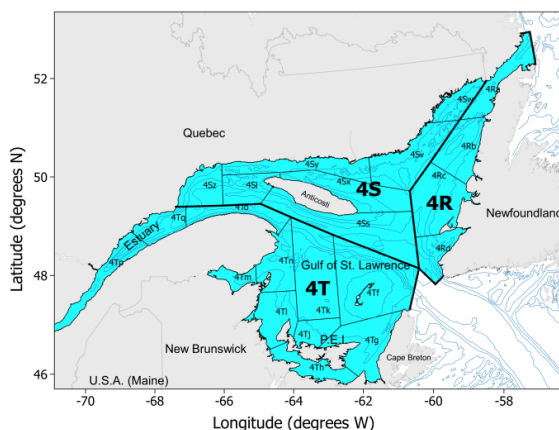 52
50
48
46
Latitude (degrees N)
4Sw
4Ra
Quebec
4Sy
4Sv
4Rb
4Rc
4Sz
4Si
4Sx
4S
Anticosti
4R
Newfoundland
4Tq
4To
4Ss
Estuary
4Tp
4Tn
4Rd
Gulf of St. Lawrence
4Tm
4T
4Tf
4Tl
4Tk
4Tj
P.E.I.
4Tg
New Brunswick
4Th
Cape Breton
U.S.A. (Maine)
-70 -68 -66 -64 -62 -60 -58
Longitude (degrees W)